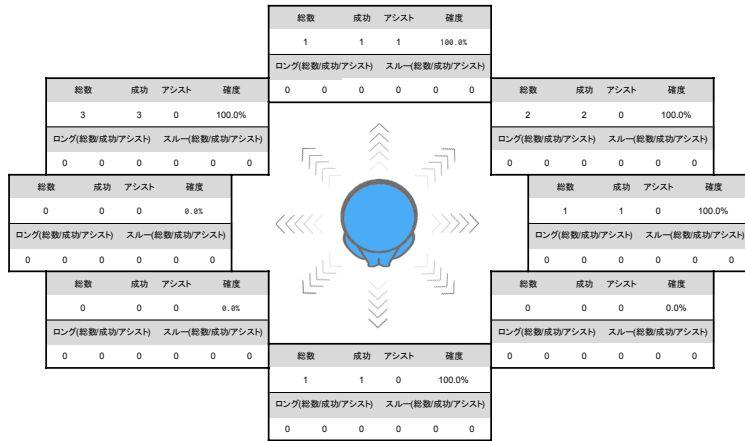 総数 成功 アシスト 確度
1 1 1 100.0%
ロング(総数/成功/アシスト) スルー(総数/成功/アシスト)
0 0 0 0 0 0
総数 成功 アシスト 確度
3 3 0 100.0%
ロング(総数/成功/アシスト) スルー(総数/成功/アシスト)
0 0 0 0 0 0
総数 成功 アシスト 確度
2 2 0 100.0%
ロング(総数/成功/アシスト) スルー(総数/成功/アシスト)
0 0 0 0 0 0
総数 成功 アシスト 確度
0 0 0 0.0%
ロング(総数/成功/アシスト) スルー(総数/成功/アシスト)
0 0 0 0 0 0
総数 成功 アシスト 確度
1 1 0 100.0%
ロング(総数/成功/アシスト) スルー(総数/成功/アシスト)
0 0 0 0 0 0
総数 成功 アシスト 確度
0 0 0 0.0%
ロング(総数/成功/アシスト) スルー(総数/成功/アシスト)
0 0 0 0 0 0
総数 成功 アシスト 確度
0 0 0 0.0%
ロング(総数/成功/アシスト) スルー(総数/成功/アシスト)
0 0 0 0 0 0
総数 成功 アシスト 確度
1 1 0 100.0%
ロング(総数/成功/アシスト) スルー(総数/成功/アシスト)
0 0 0 0 0 0